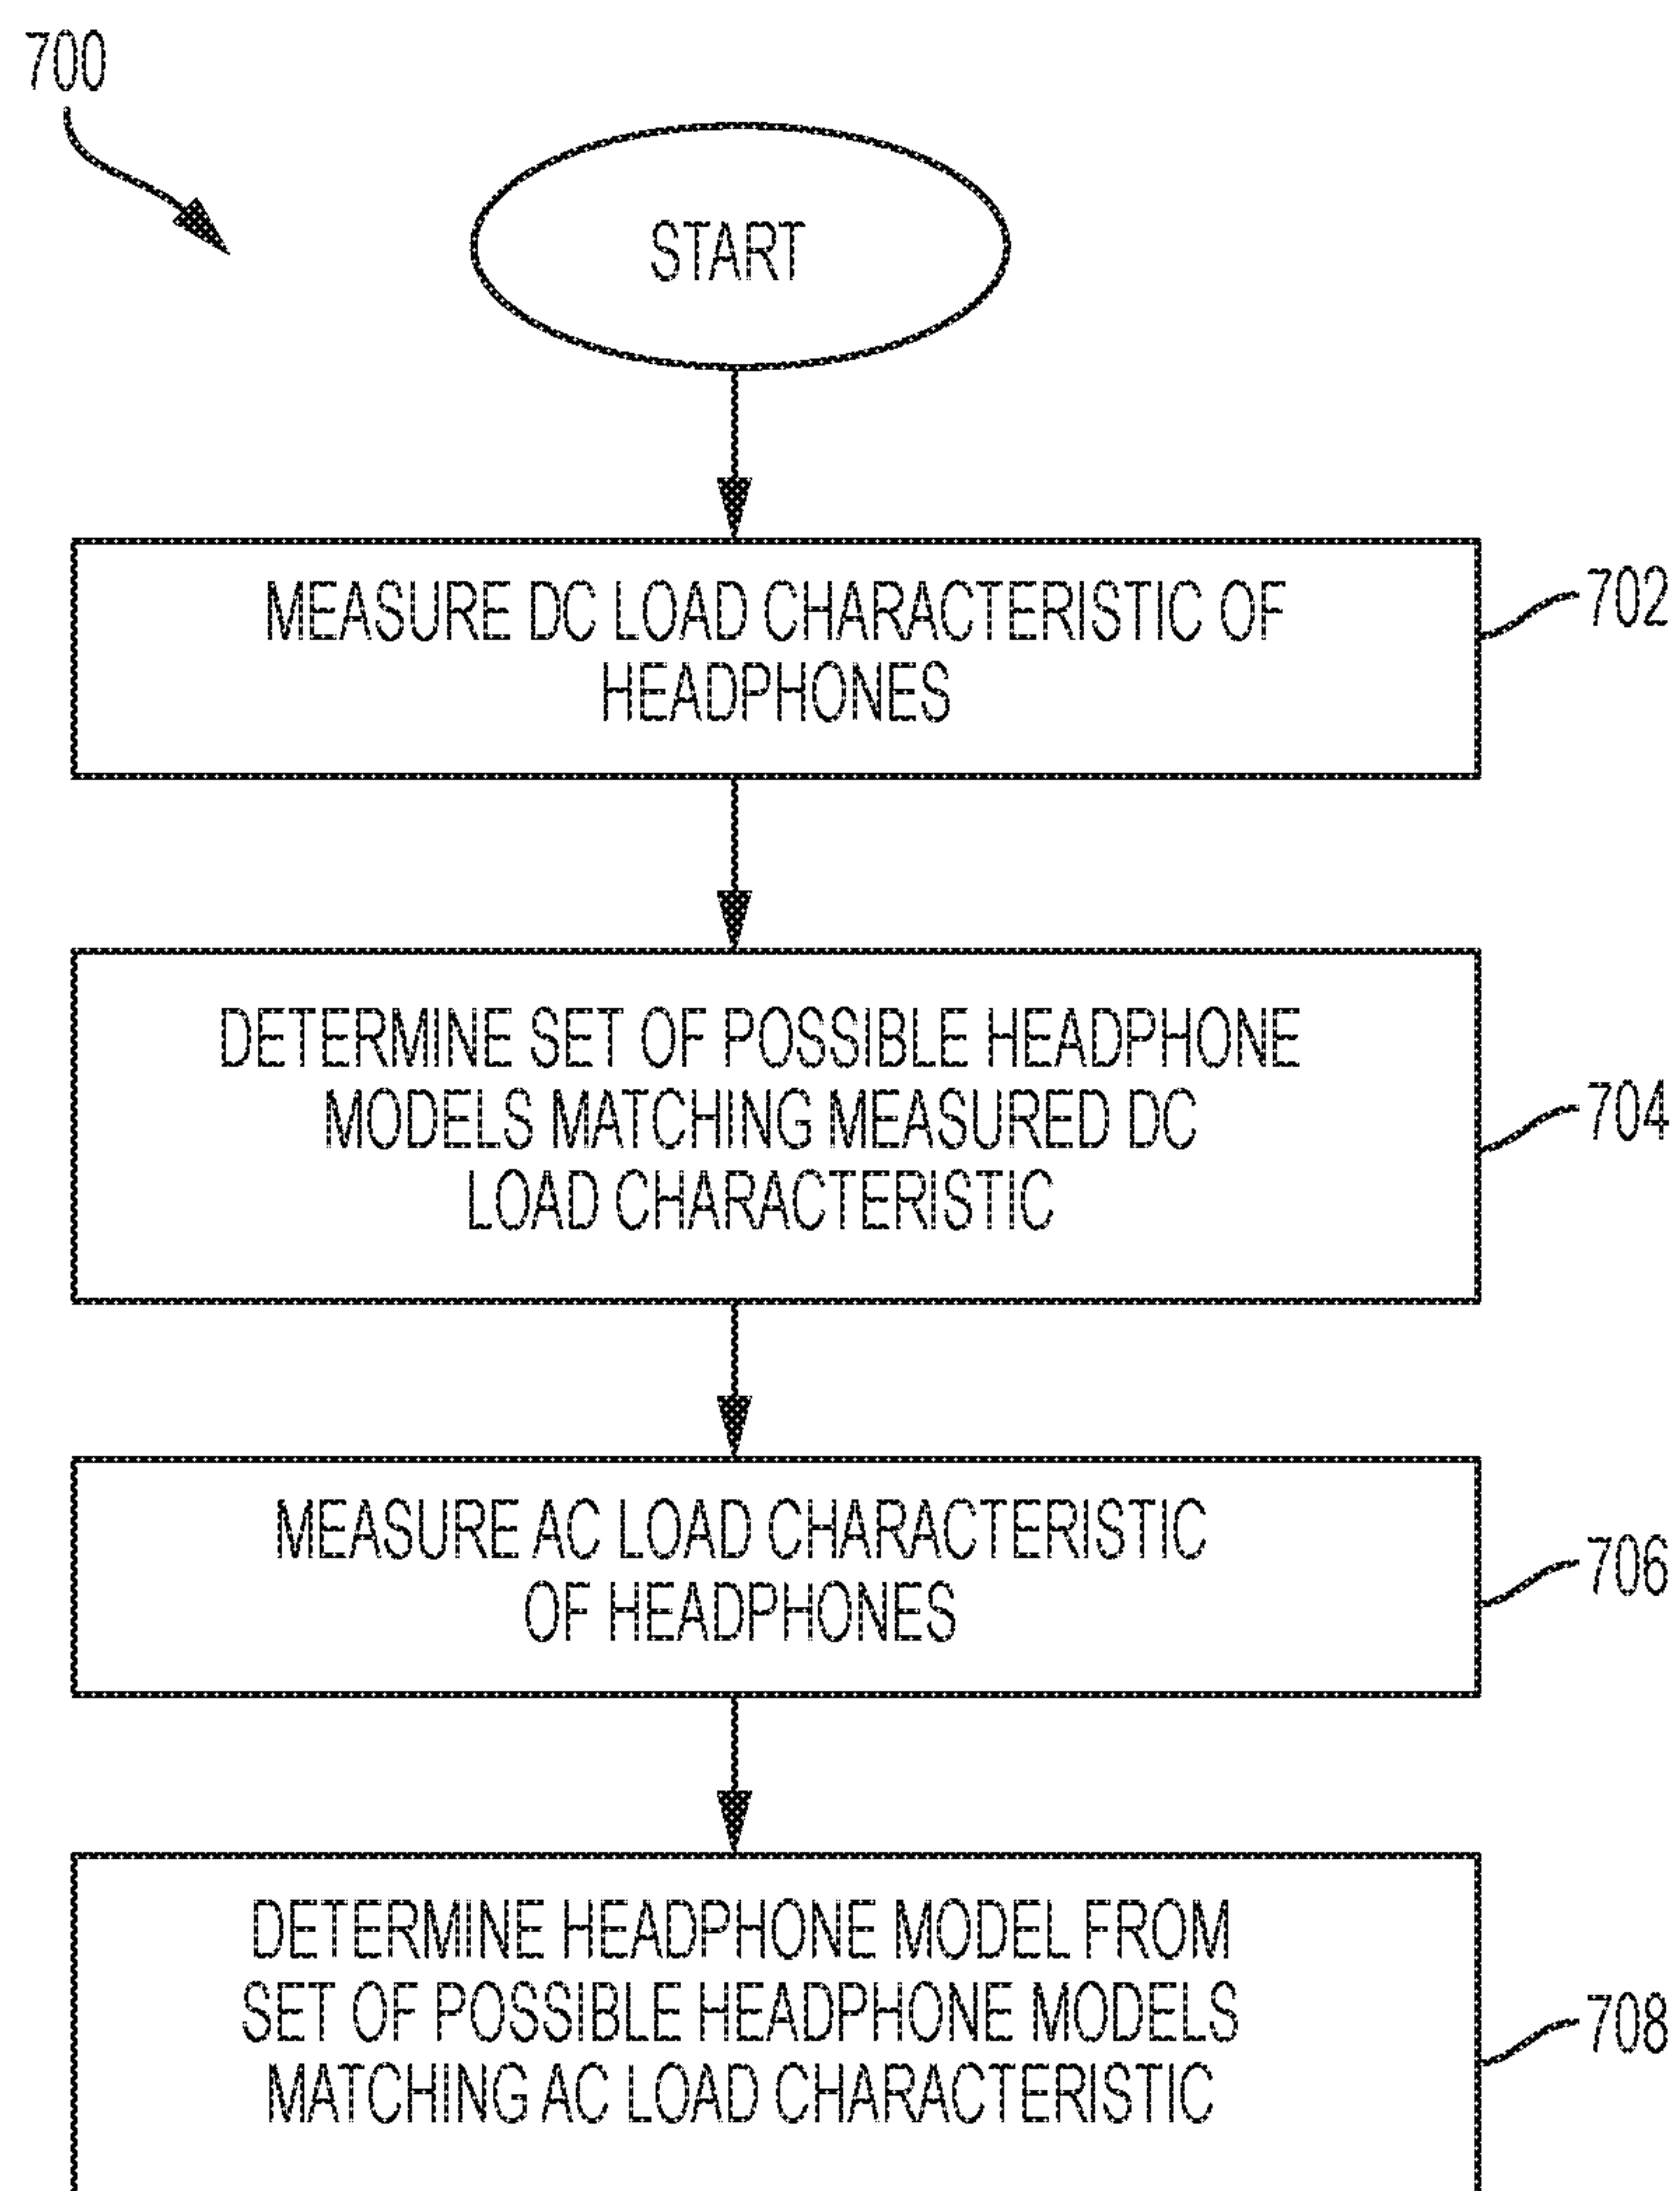 700
START
MEASURE DC LOAD CHARACTERISTIC OF
HEADPHONES
702
DETERMINE SET OF POSSIBLE HEADPHONE
MODELS MATCHING MEASURED DC
LOAD CHARACTERISTIC
704
MEASURE AC LOAD CHARACTERISTIC
OF HEADPHONES
706
DETERMINE HEADPHONE MODEL FROM
SET OF POSSIBLE HEADPHONE MODELS
MATCHING AC LOAD CHARACTERISTIC
708